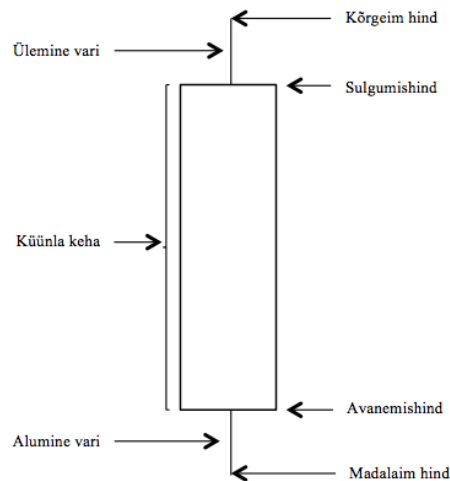 Kõrgeim hind
Ülemine vari
Sulgumishind
Küünla keha
Avanemishind
Alumine vari
Madalaim hind